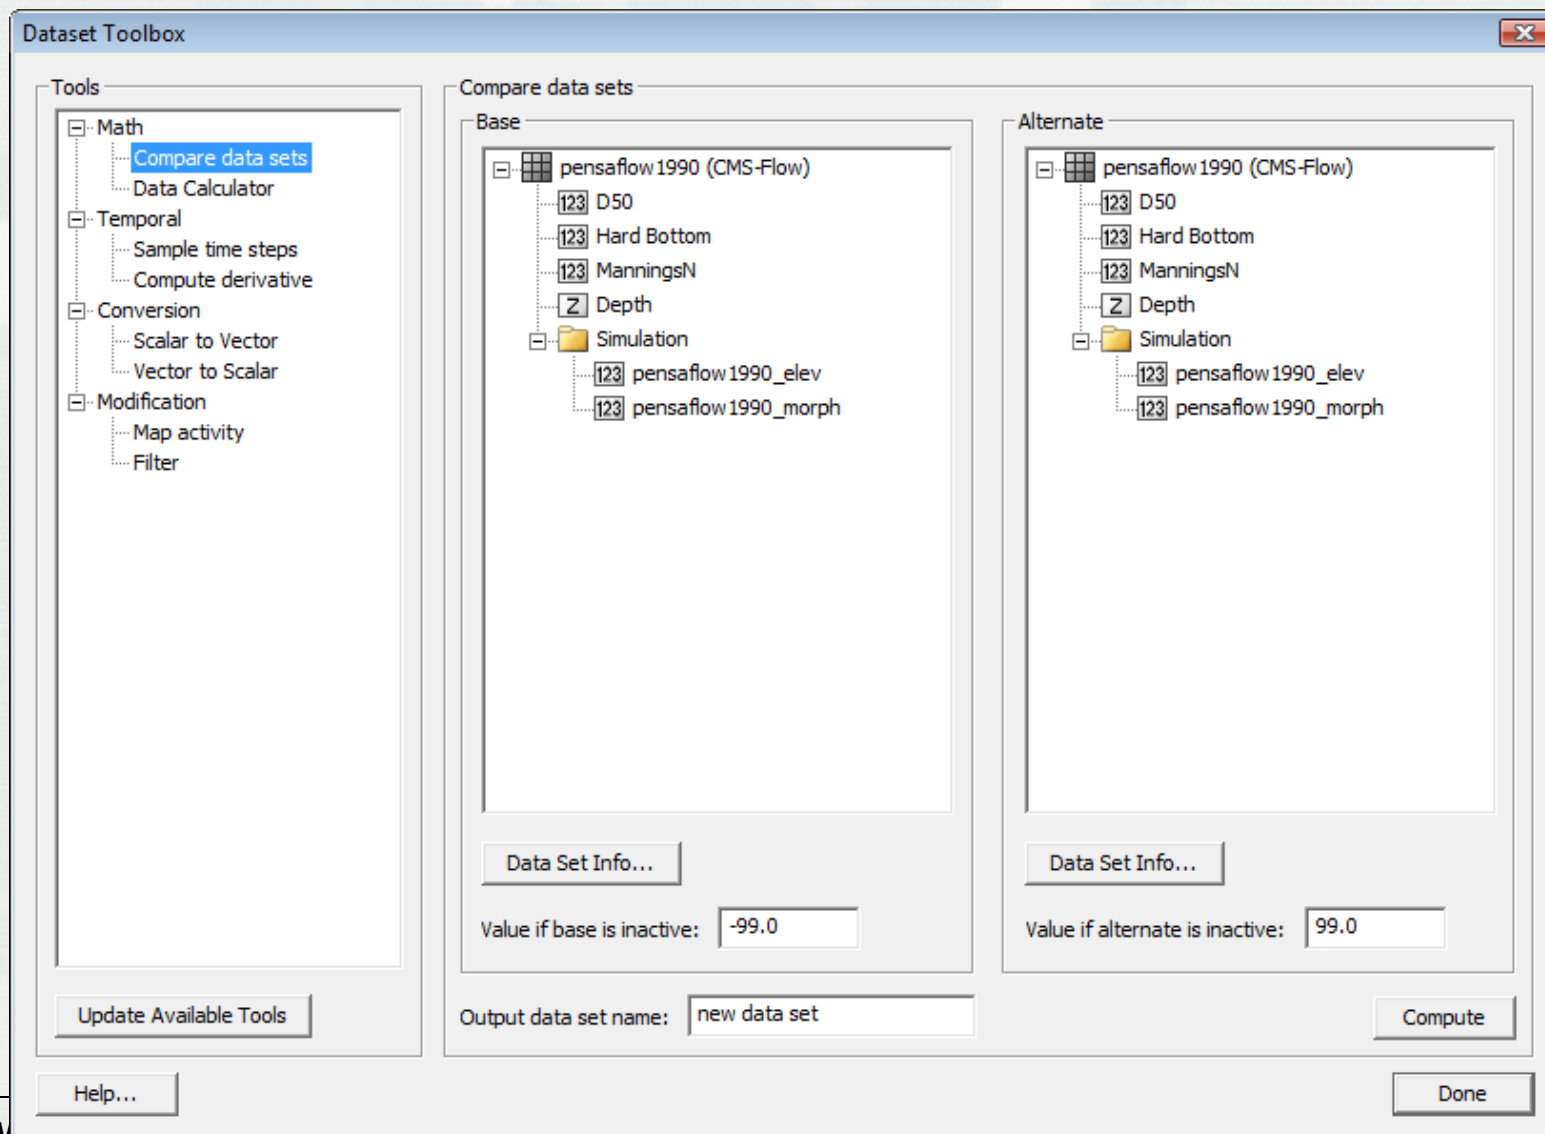 Dataset Toolbox
Tools
Math
Compare data sets
Data Calculator
Temporal
Sample time steps
Compute derivative
Conversion
Scalar to Vector
Vector to Scalar
Modification
Map activity
Filter
Update Available Tools
Compare data sets
Base
pensaflow1990 (CMS-Flow)
123 D50
123 Hard Bottom
123 ManningsN
Z Depth
Simulation
123 pensaflow1990_elev
123 pensaflow1990_morph
Data Set Info...
Value if base is inactive: -99.0
Alternate
pensaflow1990 (CMS-Flow)
123 D50
123 Hard Bottom
123 ManningsN
Z Depth
Simulation
123 pensaflow1990_elev
123 pensaflow1990_morph
Data Set Info...
Value if alternate is inactive: 99.0
Output data set name: new data set
Compute
Help...
Done